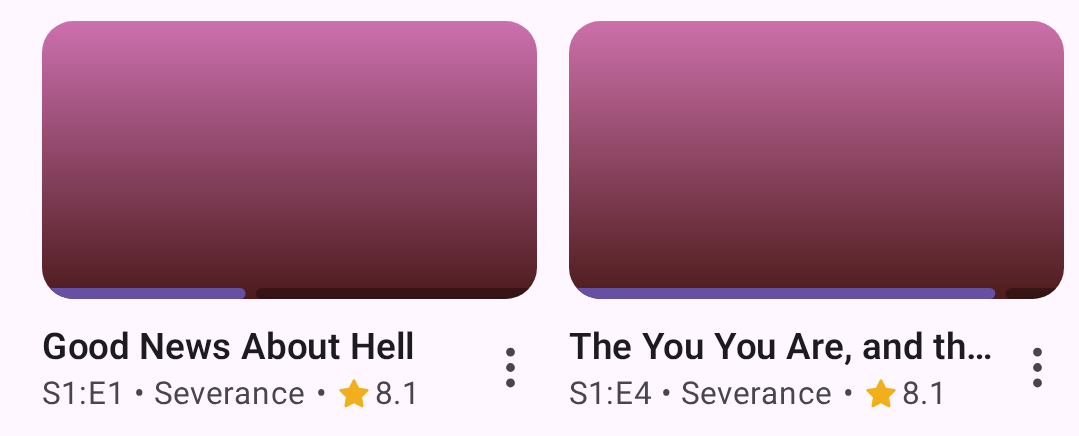 Good News About Hell
S1:E1 • Severance • ⭐ 8.1
The You You Are, and th…
S1:E4 • Severance • ⭐ 8.1